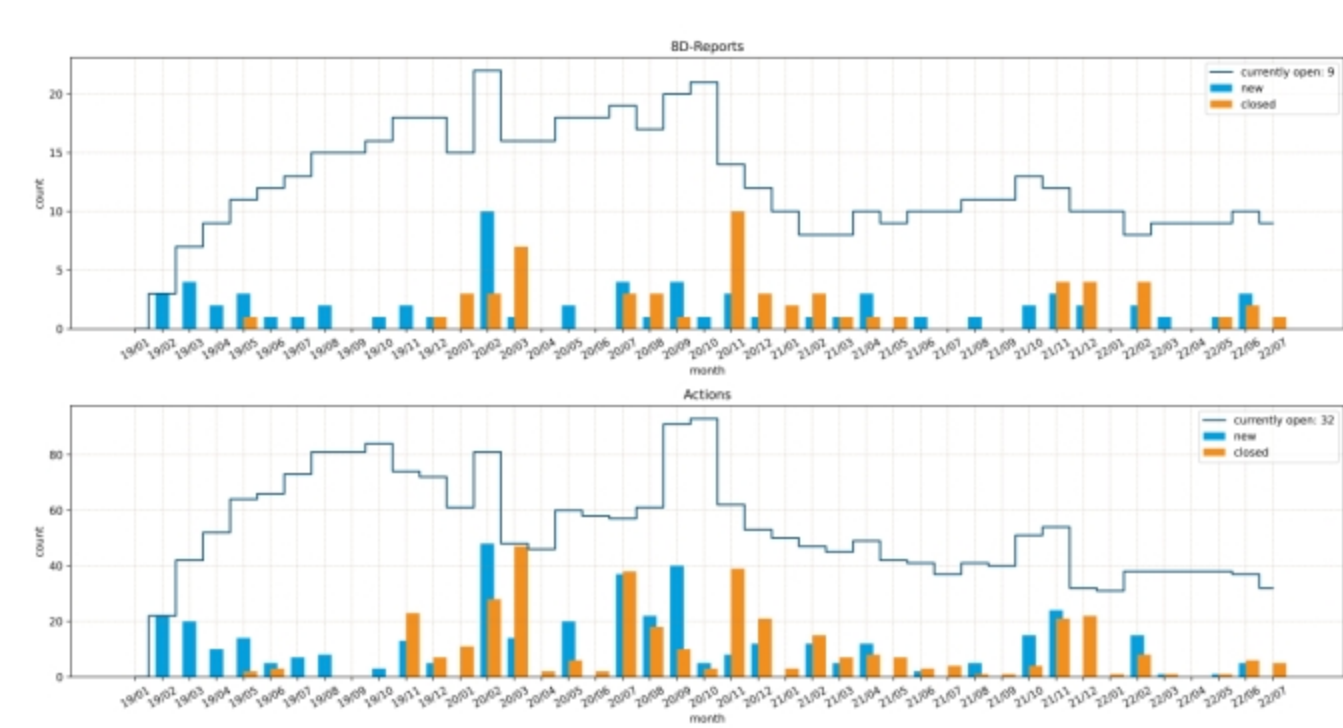 8D-Reports
currently open: 9
new
closed
20
15
10
5
0
count
19/01 19/02 19/03 19/04 19/05 19/06 19/07 19/08 19/09 19/10 19/11 19/12 20/01 20/02 20/03 20/04 20/05 20/06 20/07 20/08 20/09 20/10 20/11 20/12 21/01 21/02 21/03 21/04 21/05 21/06 21/07 21/08 21/09 21/10 21/11 21/12 22/01 22/02 22/03 22/04 22/05 22/06 22/07
month
Actions
currently open: 32
new
closed
80
60
40
20
0
count
19/01 19/02 19/03 19/04 19/05 19/06 19/07 19/08 19/09 19/10 19/11 19/12 20/01 20/02 20/03 20/04 20/05 20/06 20/07 20/08 20/09 20/10 20/11 20/12 21/01 21/02 21/03 21/04 21/05 21/06 21/07 21/08 21/09 21/10 21/11 21/12 22/01 22/02 22/03 22/04 22/05 22/06 22/07
month